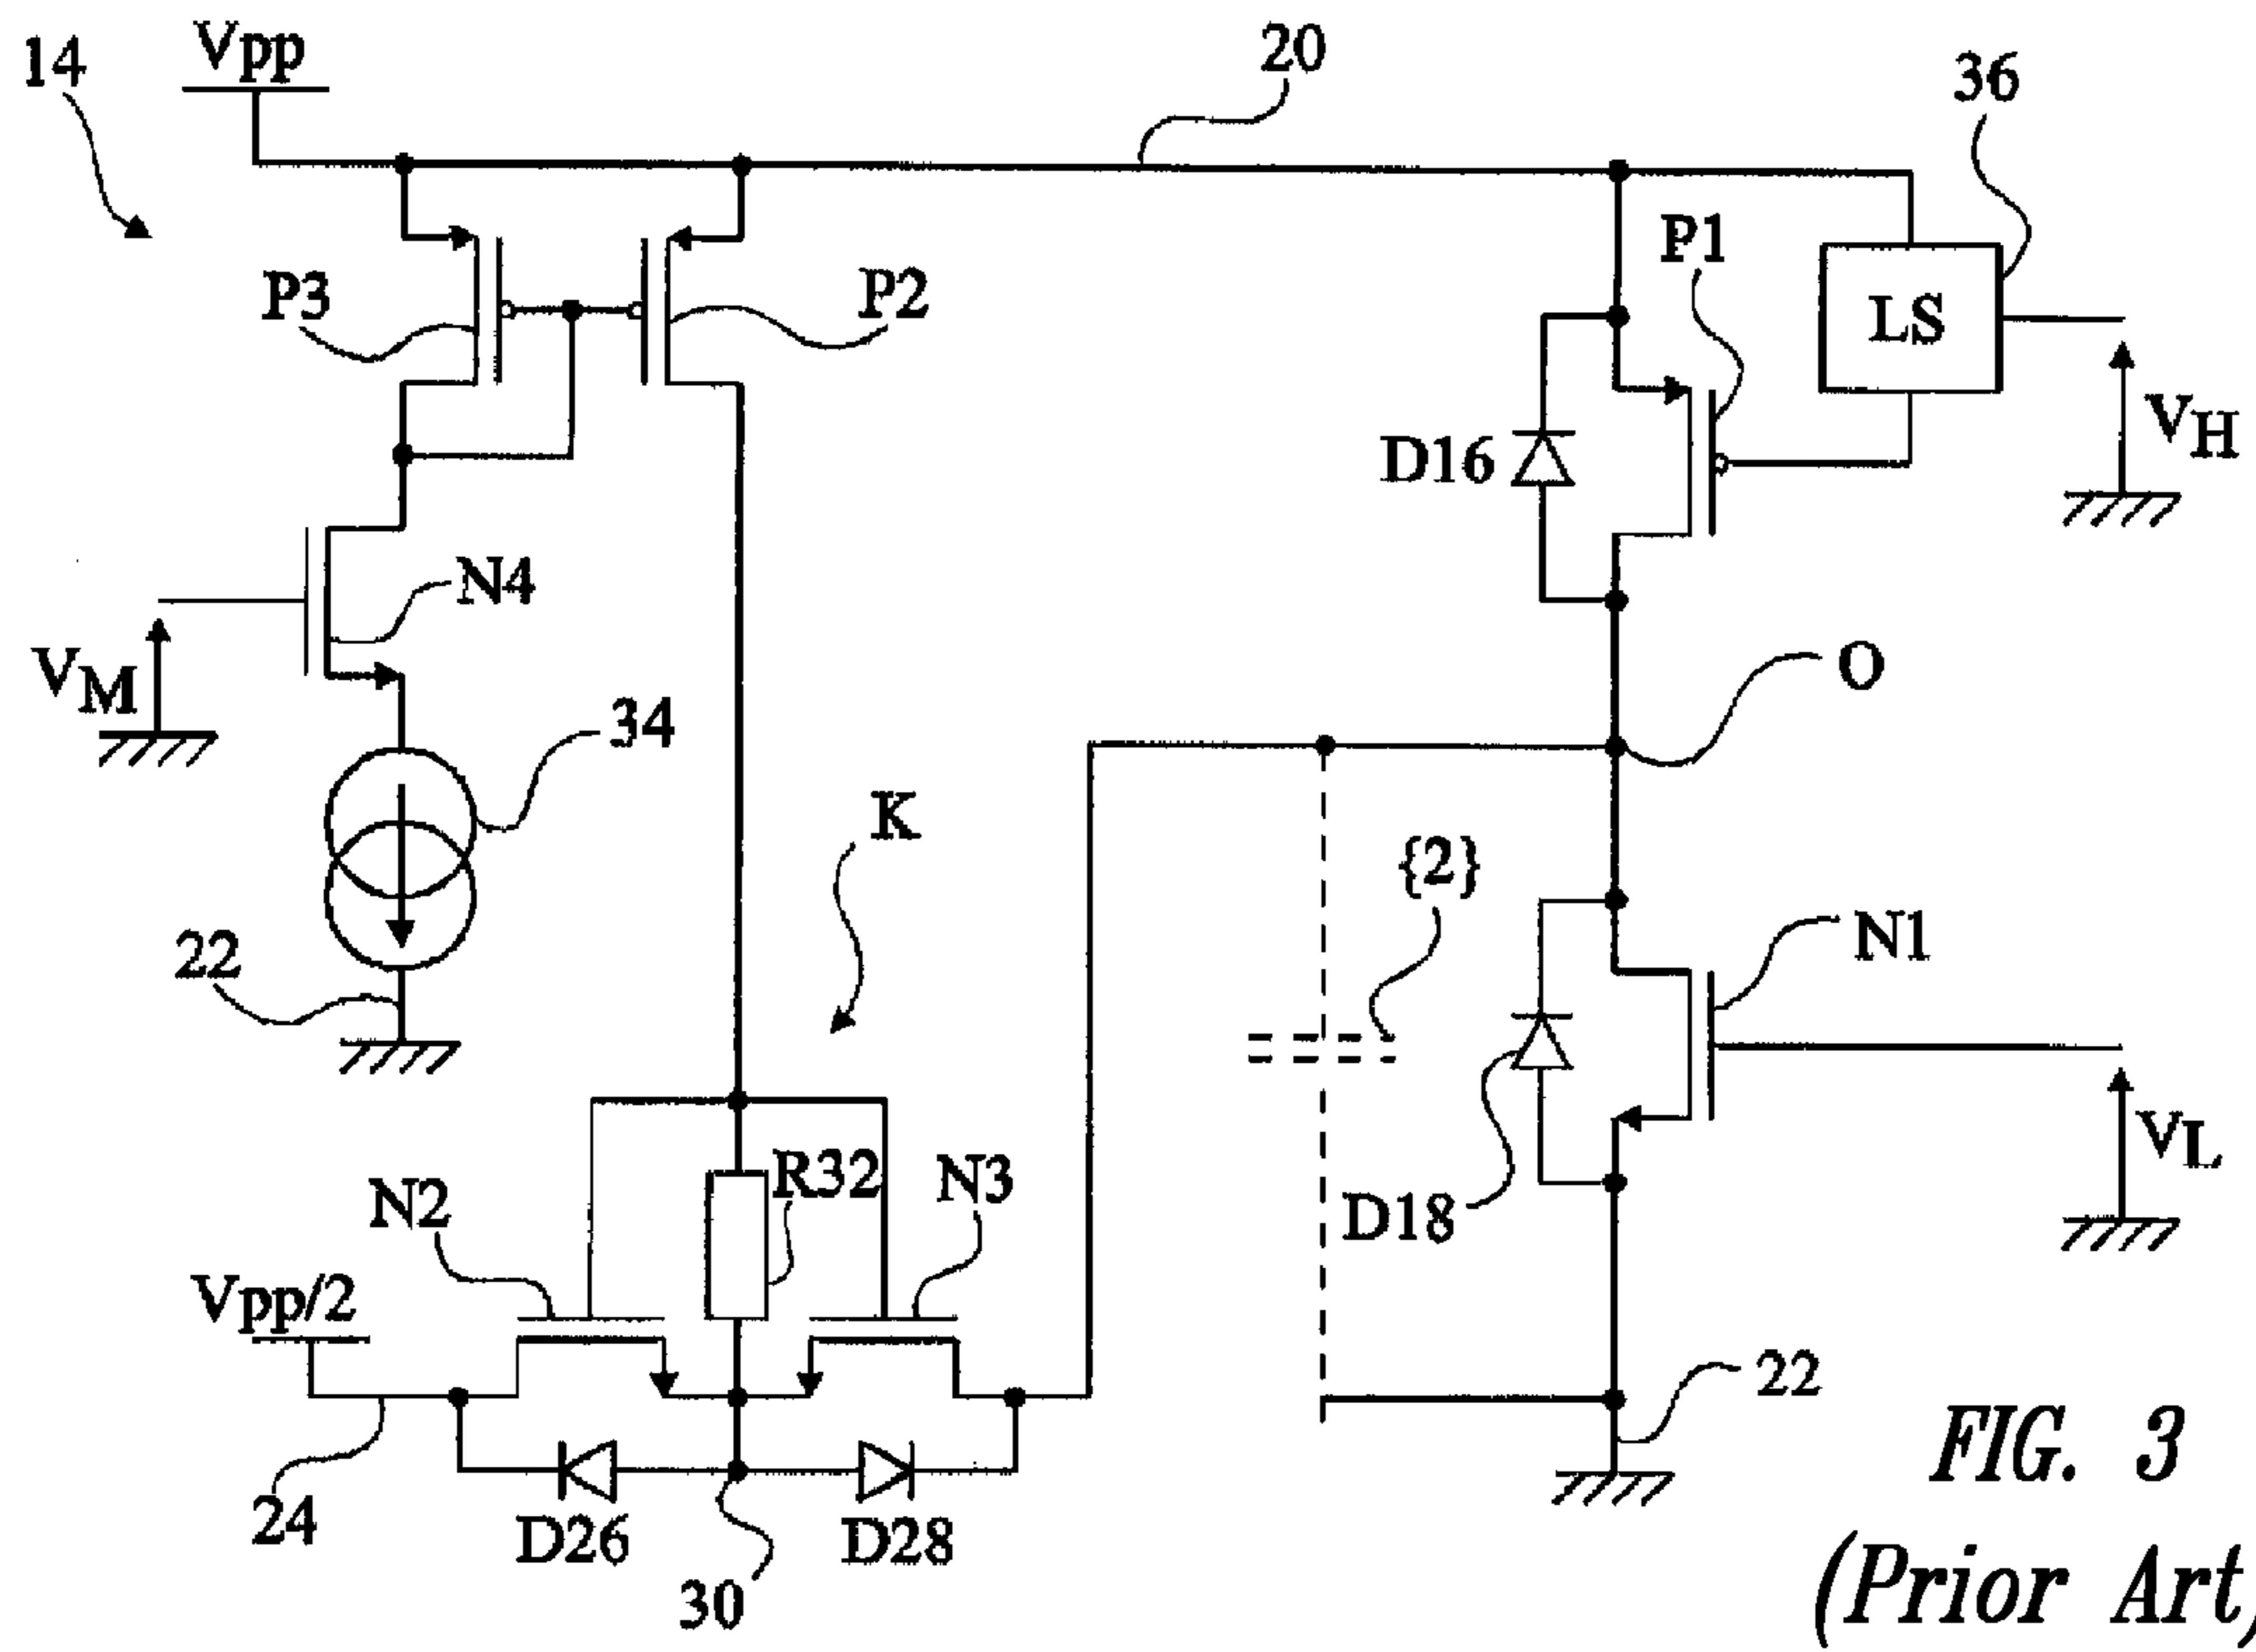 14
Vpp
20
36
P3
P2
P1
LS
VH
D16
N4
VM
34
O
K
{2}
22
N1
VL
R32
N2
N3
D18
Vpp/2
22
24
D26
D28
30
FIG. 3
(Prior Art)